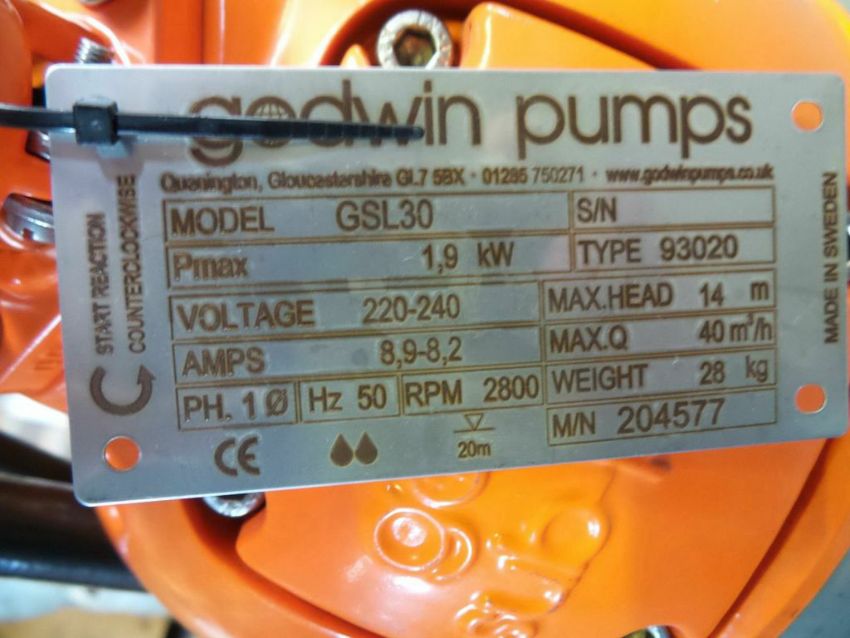 godwin pumps
Quenington, Gloucestershire GL7 5BX · 01285 750271 · www.godwinpumps.co.uk
MODEL GSL30
S/N
Pmax 1,9 kW
TYPE 93020
VOLTAGE 220-240
MAX.HEAD 14 m
AMPS 8,9-8,2
MAX.Q 40 m³/h
PH. 1 Ø
Hz 50
RPM 2800
WEIGHT 28 kg
M/N 204577
CE
20m
START REACTION
COUNTERCLOCKWISE
MADE IN SWEDEN